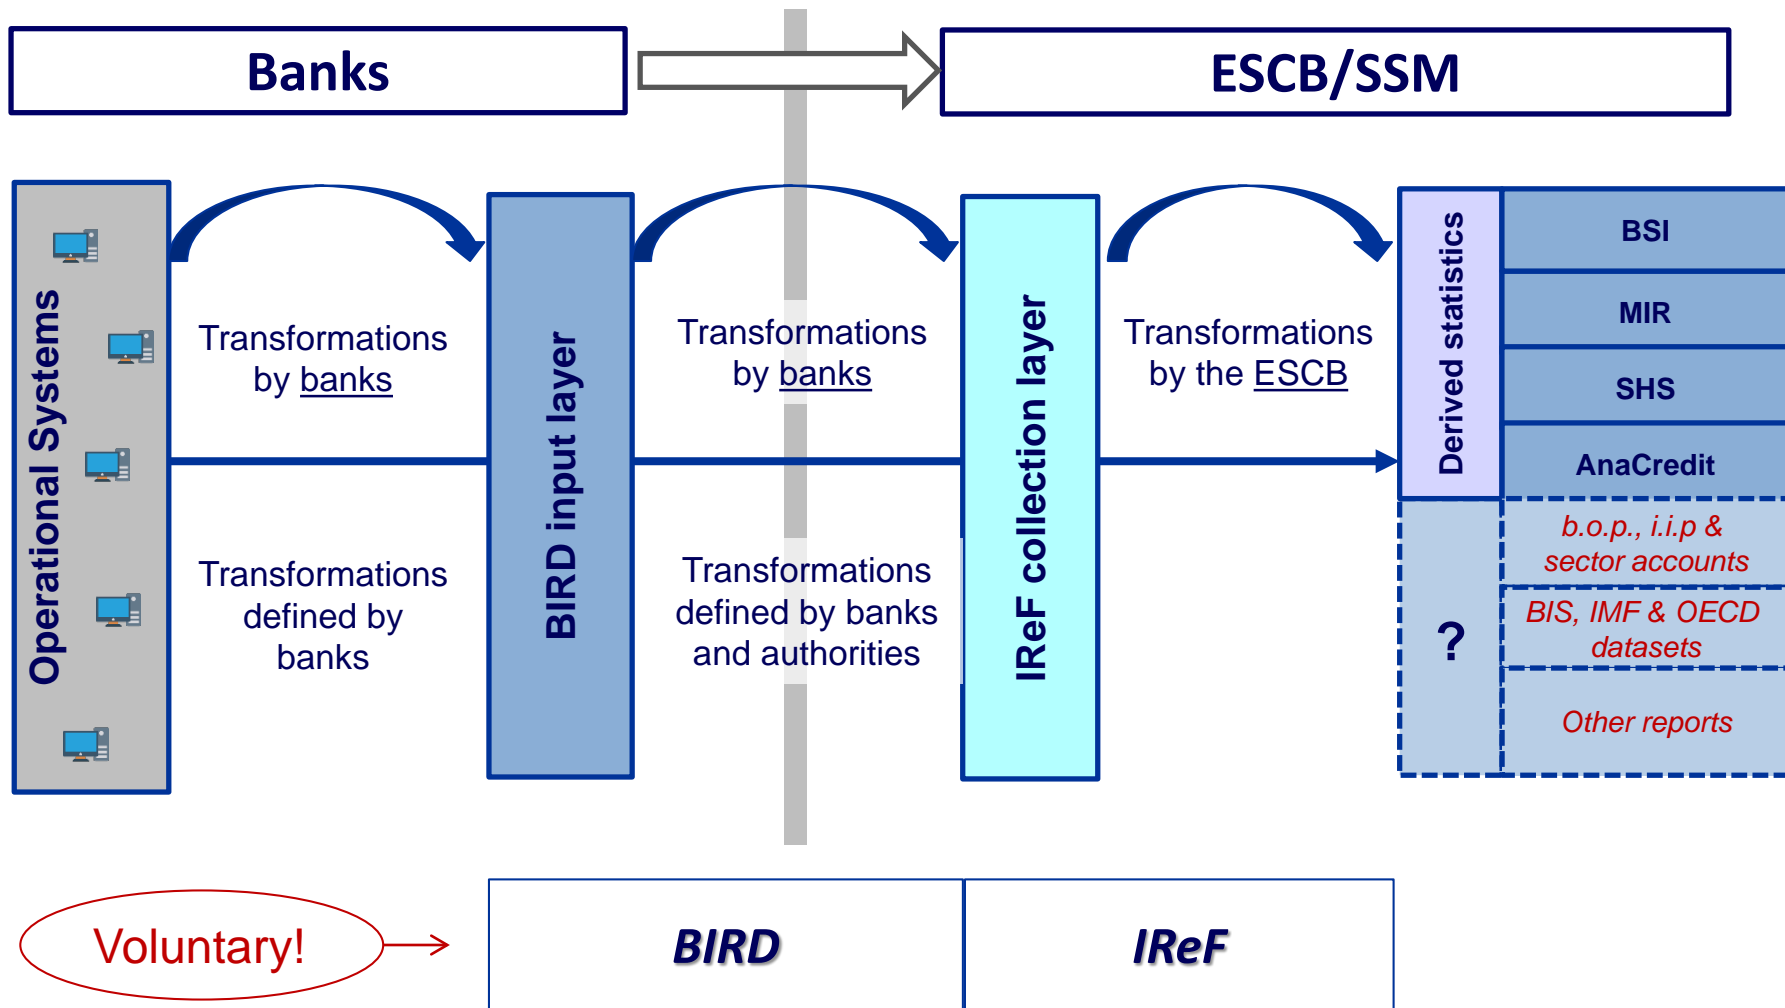 Banks
ESCB/SSM
Operational Systems
Transformations
by banks
Transformations
defined by
banks
BIRD input layer
Transformations
by banks
Transformations
defined by banks
and authorities
IReF collection layer
Transformations
by the ESCB
Derived statistics
BSI
MIR
SHS
AnaCredit
?
b.o.p., i.i.p &
sector accounts
BIS, IMF & OECD
datasets
Other reports
Voluntary!
BIRD
IReF